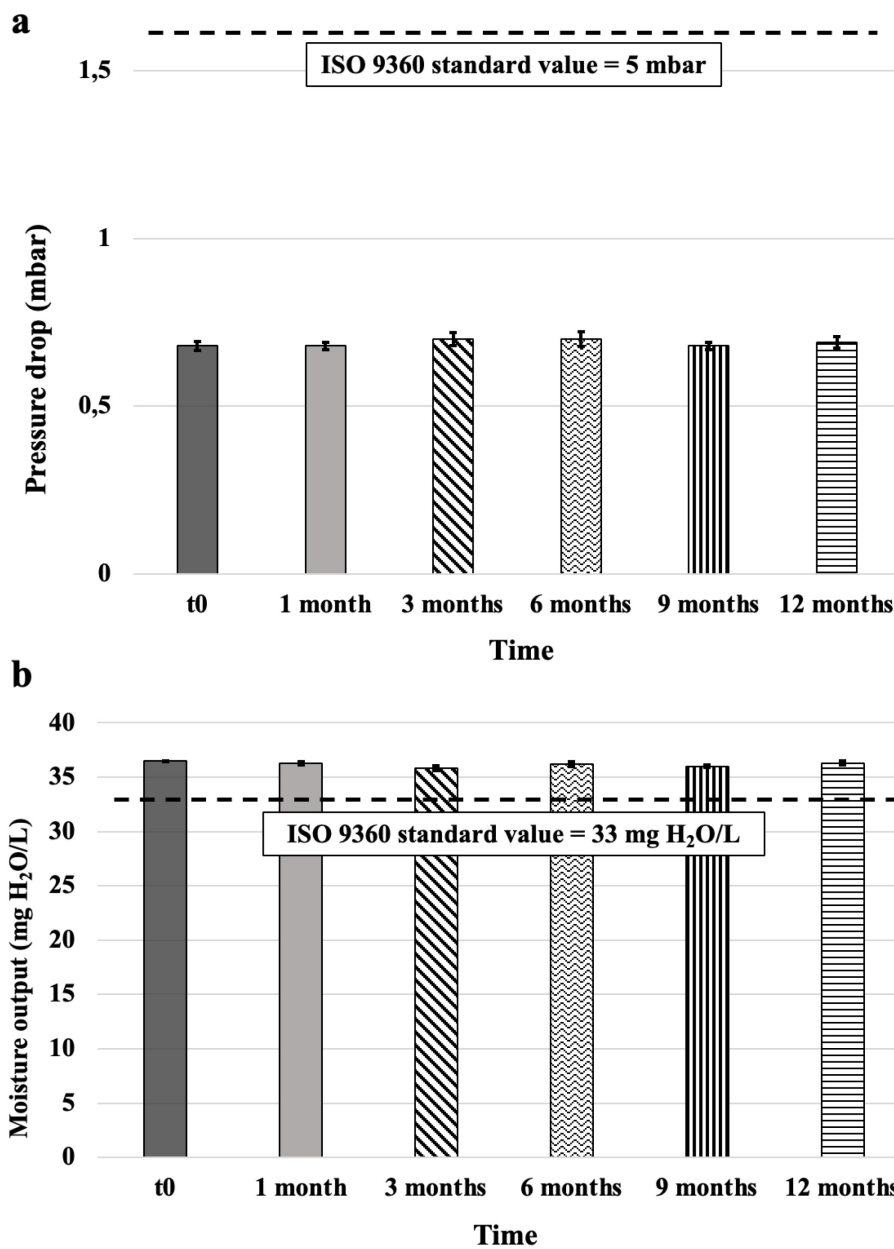 a
ISO 9360 standard value = 5 mbar
1,5
1
0,5
0
Pressure drop (mbar)
t0 1 month 3 months 6 months 9 months 12 months
Time
b
40
35
30
25
20
15
10
5
0
Moisture output (mg H₂O/L)
ISO 9360 standard value = 33 mg H₂O/L
t0 1 month 3 months 6 months 9 months 12 months
Time